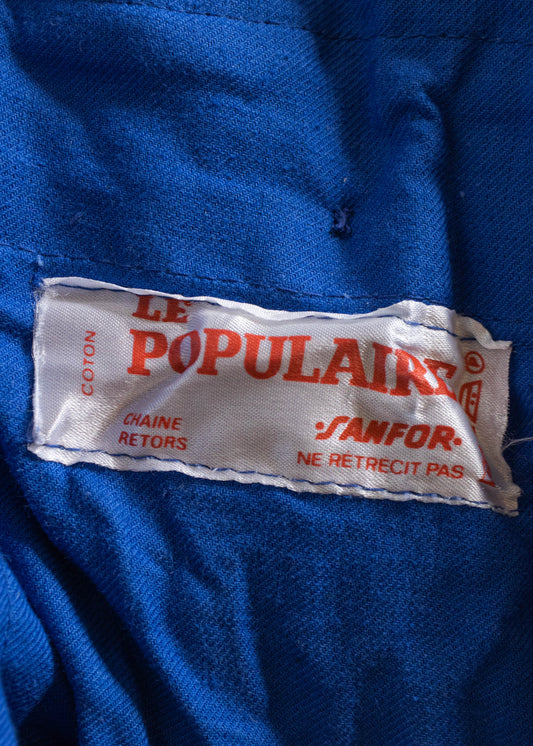 LE
POPULAIRE
COTON
CHAINE
RETORS
·SANFOR·
NE RETRECIT PAS